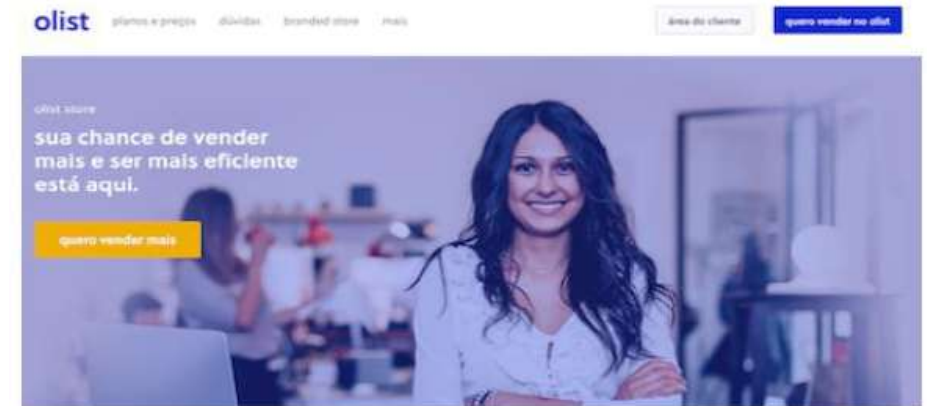 olist
planos e preços
dúvidas
branded store
mais
área do cliente
quero vender no olist
olist store
sua chance de vender
mais e ser mais eficiente
está aqui.
quero vender mais